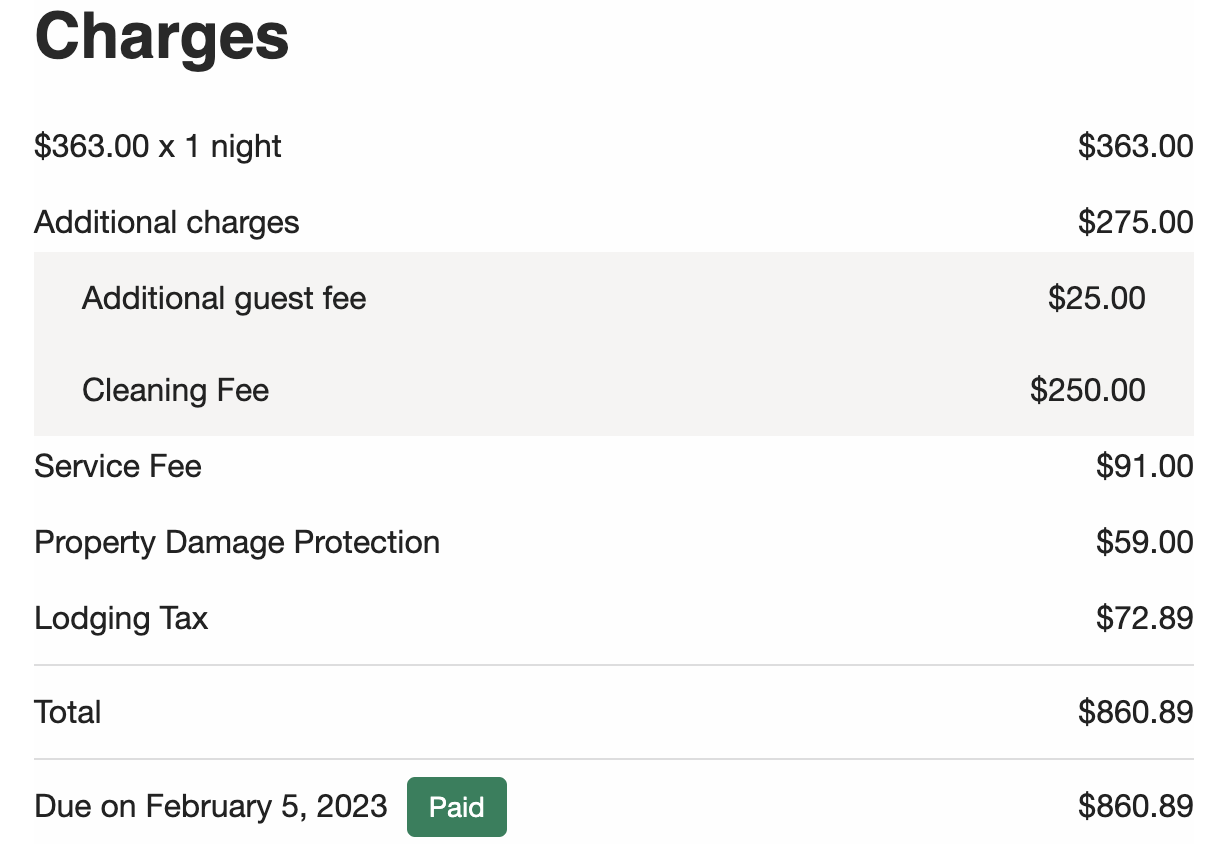 Charges
$363.00 x 1 night $363.00
Additional charges $275.00
Additional guest fee $25.00
Cleaning Fee $250.00
Service Fee $91.00
Property Damage Protection $59.00
Lodging Tax $72.89
Total $860.89
Due on February 5, 2023 Paid $860.89